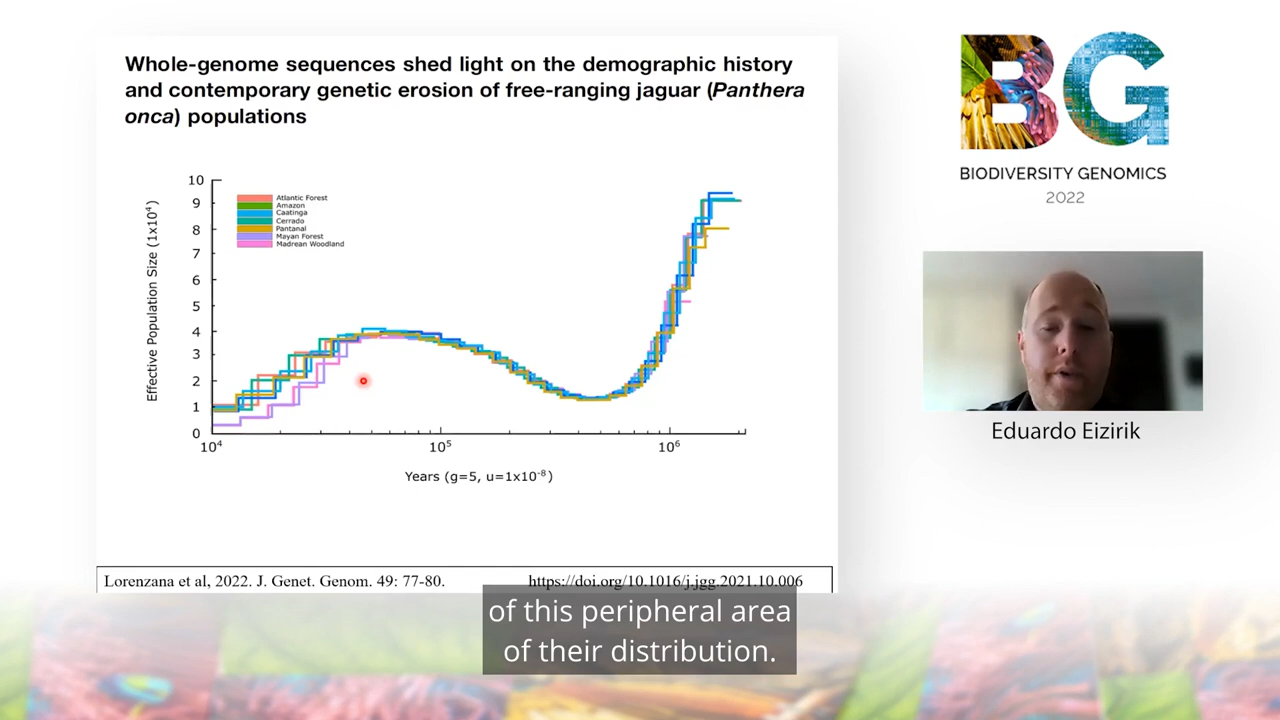 Whole-genome sequences shed light on the demographic history
and contemporary genetic erosion of free-ranging jaguar (Panthera
onca) populations
BG
BIODIVERSITY GENOMICS
2022
Effective Population Size (1x10⁴)
10
9
8
7
6
5
4
3
2
1
0
Atlantic Forest
Amazon
Caatinga
Cerrado
Pantanal
Mayan Forest
Madrean Woodland
10⁴ 10⁵ 10⁶
Years (g=5, u=1x10⁻⁸)
Eduardo Eizirik
Lorenzana et al, 2022. J. Genet. Genom. 49: 77-80. https://doi.org/10.1016/j.jgg.2021.10.006
of this peripheral area
of their distribution.